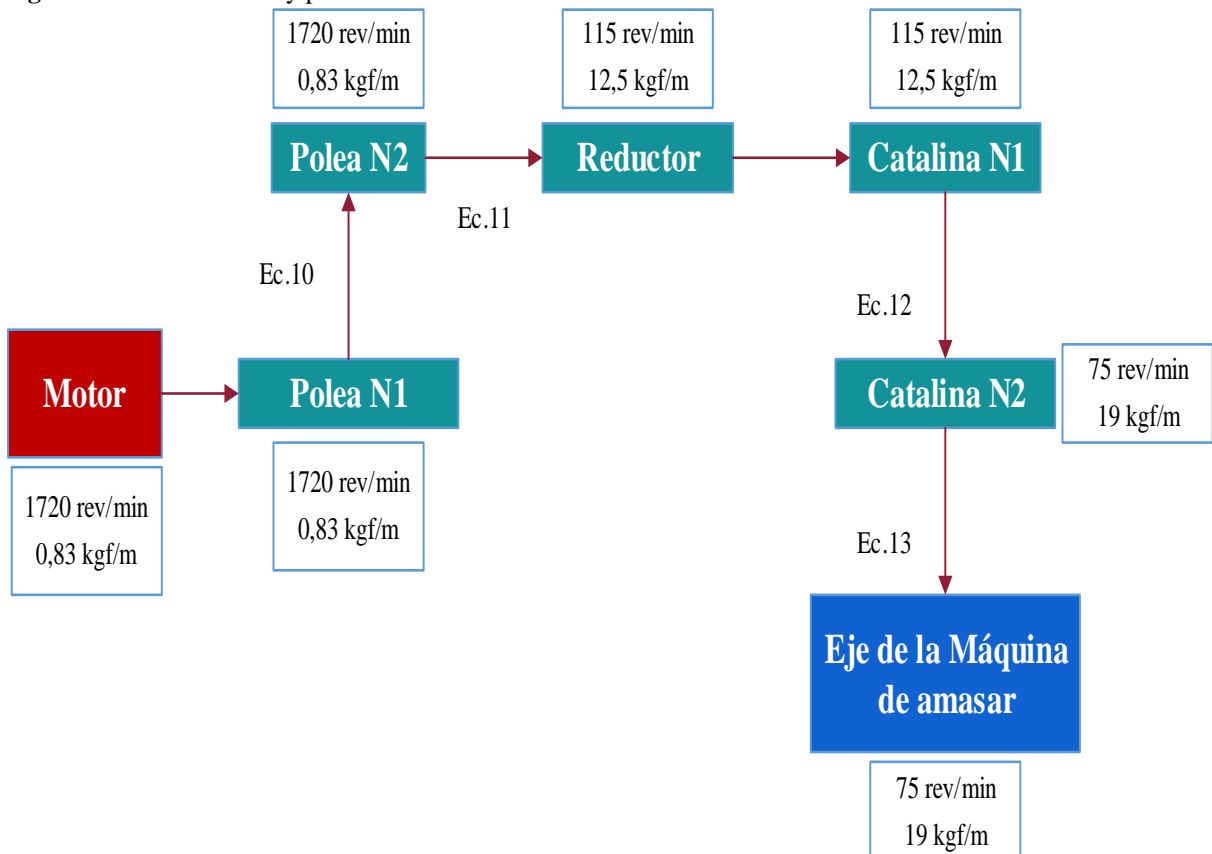 1720 rev/min
0,83 kgf/m
115 rev/min
12,5 kgf/m
115 rev/min
12,5 kgf/m
Polea N2
Reductor
Catalina N1
Ec.11
Ec.10
Ec.12
Motor
Polea N1
Catalina N2
75 rev/min
19 kgf/m
1720 rev/min
0,83 kgf/m
1720 rev/min
0,83 kgf/m
Ec.13
Eje de la Máquina
de amasar
75 rev/min
19 kgf/m